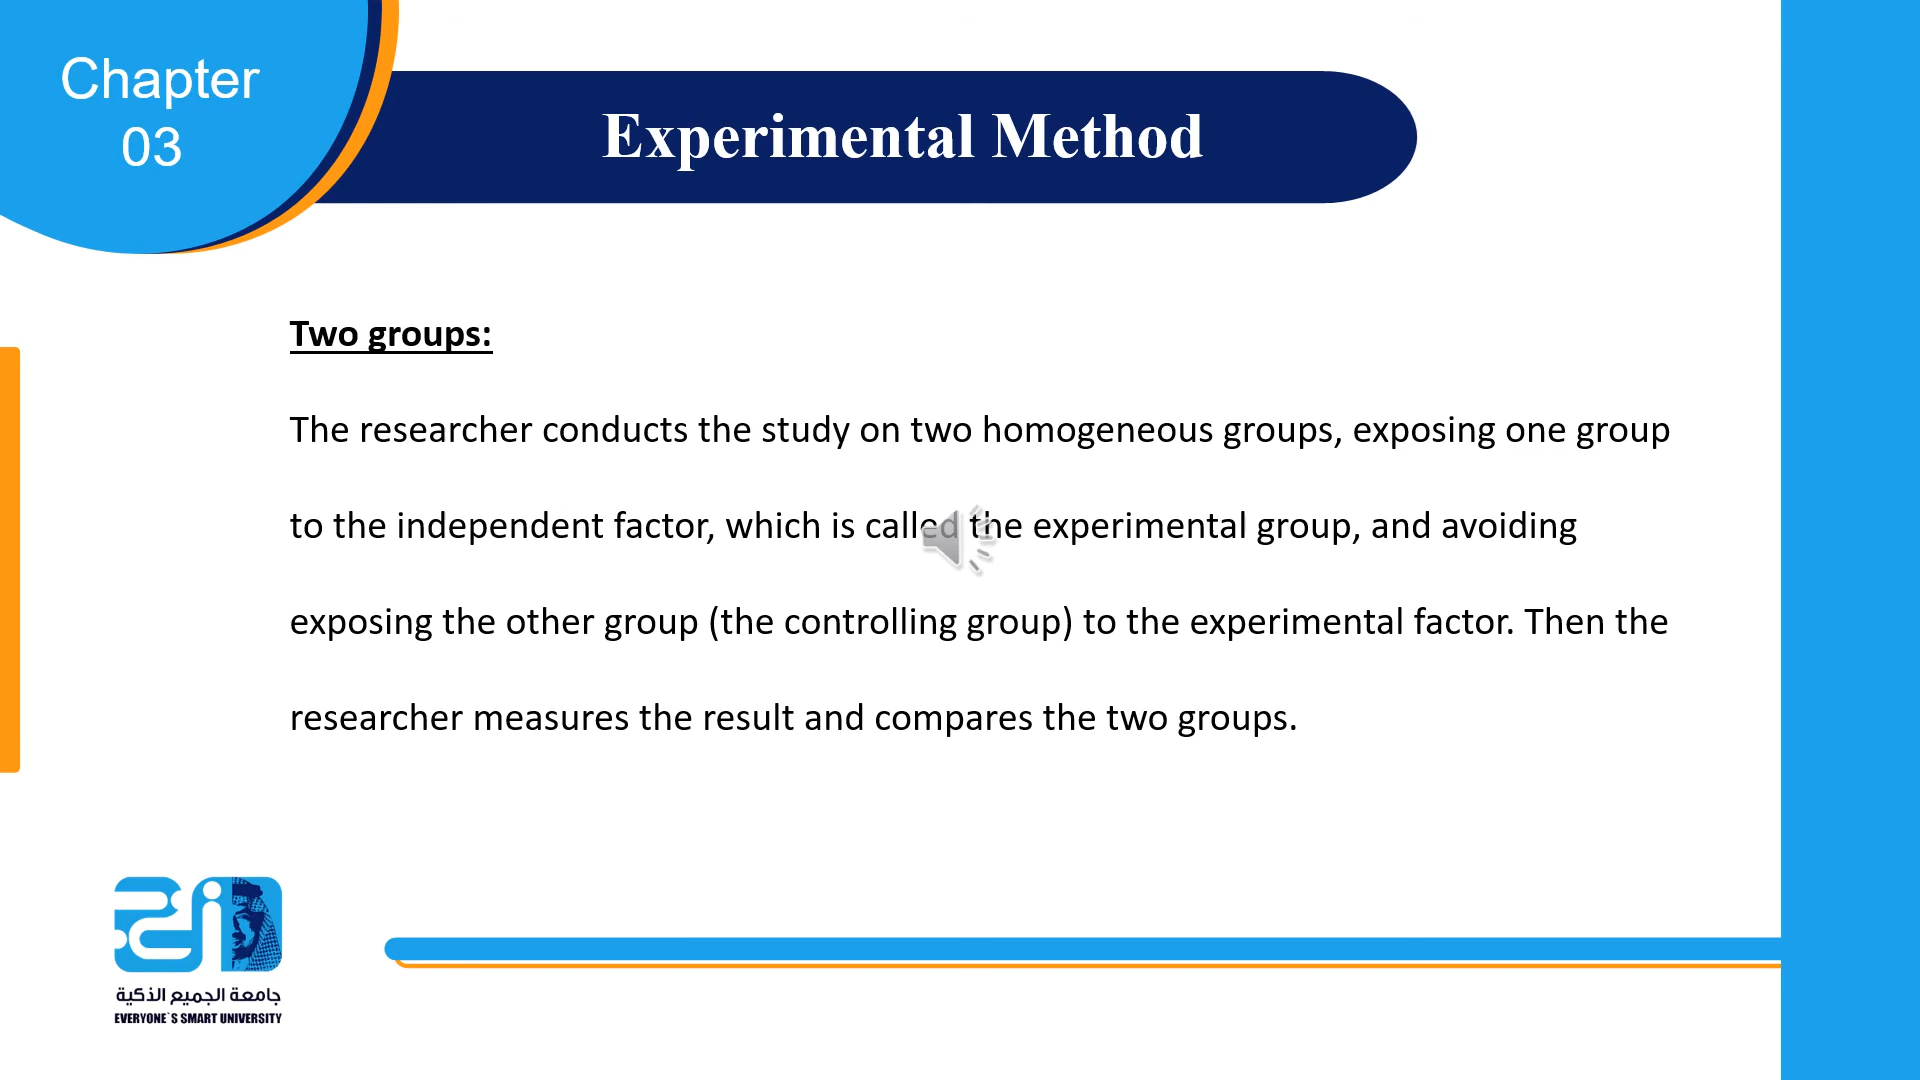 Chapter
03
Experimental Method
Two groups:
The researcher conducts the study on two homogeneous groups, exposing one group
to the independent factor, which is called the experimental group, and avoiding
exposing the other group (the controlling group) to the experimental factor. Then the
researcher measures the result and compares the two groups.
جامعة الجميع الذكية
EVERYONE`S SMART UNIVERSITY